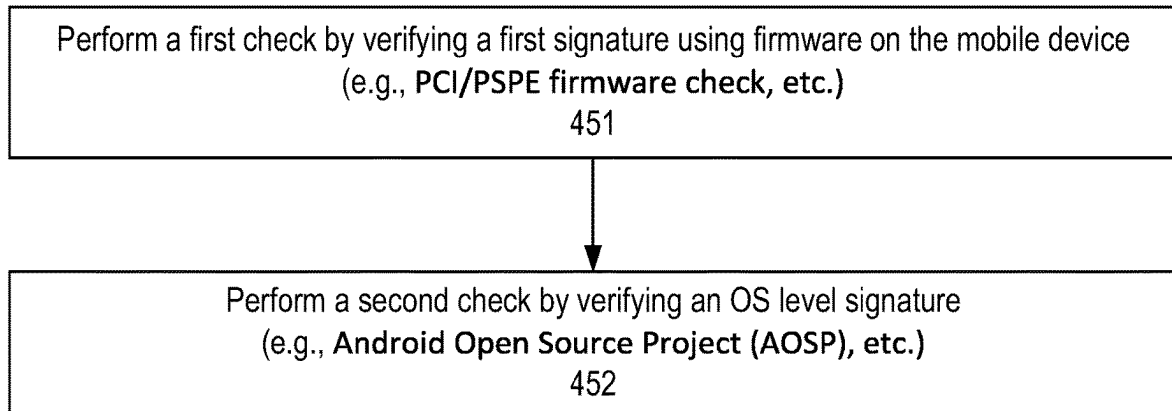 Perform a first check by verifying a first signature using firmware on the mobile device
(e.g., PCI/PSPE firmware check, etc.)
451
Perform a second check by verifying an OS level signature
(e.g., Android Open Source Project (AOSP), etc.)
452